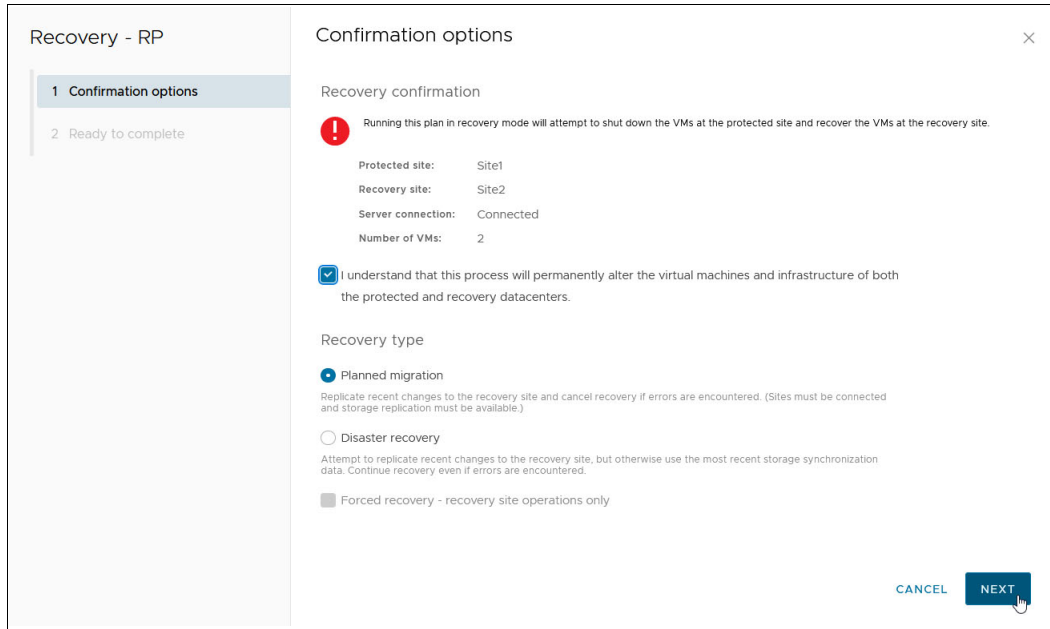 Recovery - RP
1 Confirmation options
2 Ready to complete
Confirmation options
Recovery confirmation
Running this plan in recovery mode will attempt to shut down the VMs at the protected site and recover the VMs at the recovery site.
Protected site: Site1
Recovery site: Site2
Server connection: Connected
Number of VMs: 2
I understand that this process will permanently alter the virtual machines and infrastructure of both
the protected and recovery datacenters.
Recovery type
Planned migration
Replicate recent changes to the recovery site and cancel recovery if errors are encountered. (Sites must be connected
and storage replication must be available.)
Disaster recovery
Attempt to replicate recent changes to the recovery site, but otherwise use the most recent storage synchronization
data. Continue recovery even if errors are encountered.
Forced recovery - recovery site operations only
CANCEL NEXT